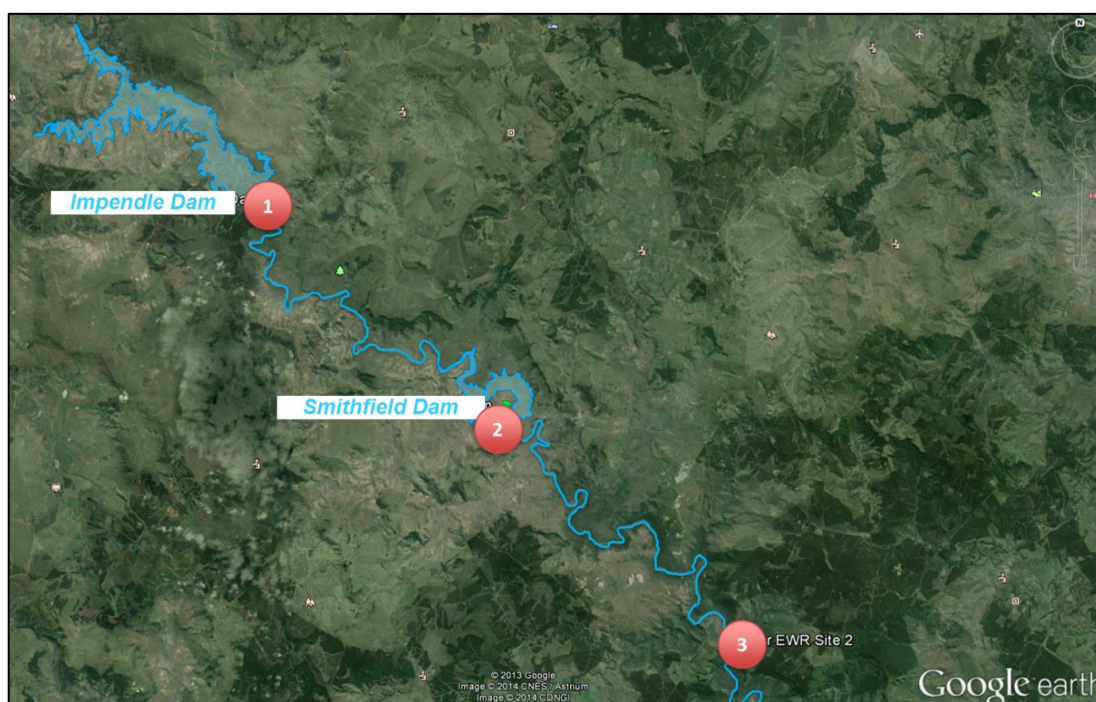 N
Impendle Dam
Da
1
Smithfield Dam
n
2
3
r EWR Site 2
© 2013 Google
Image © 2014 CNES / Astrium
Image © 2014 CDNGI
Google earth